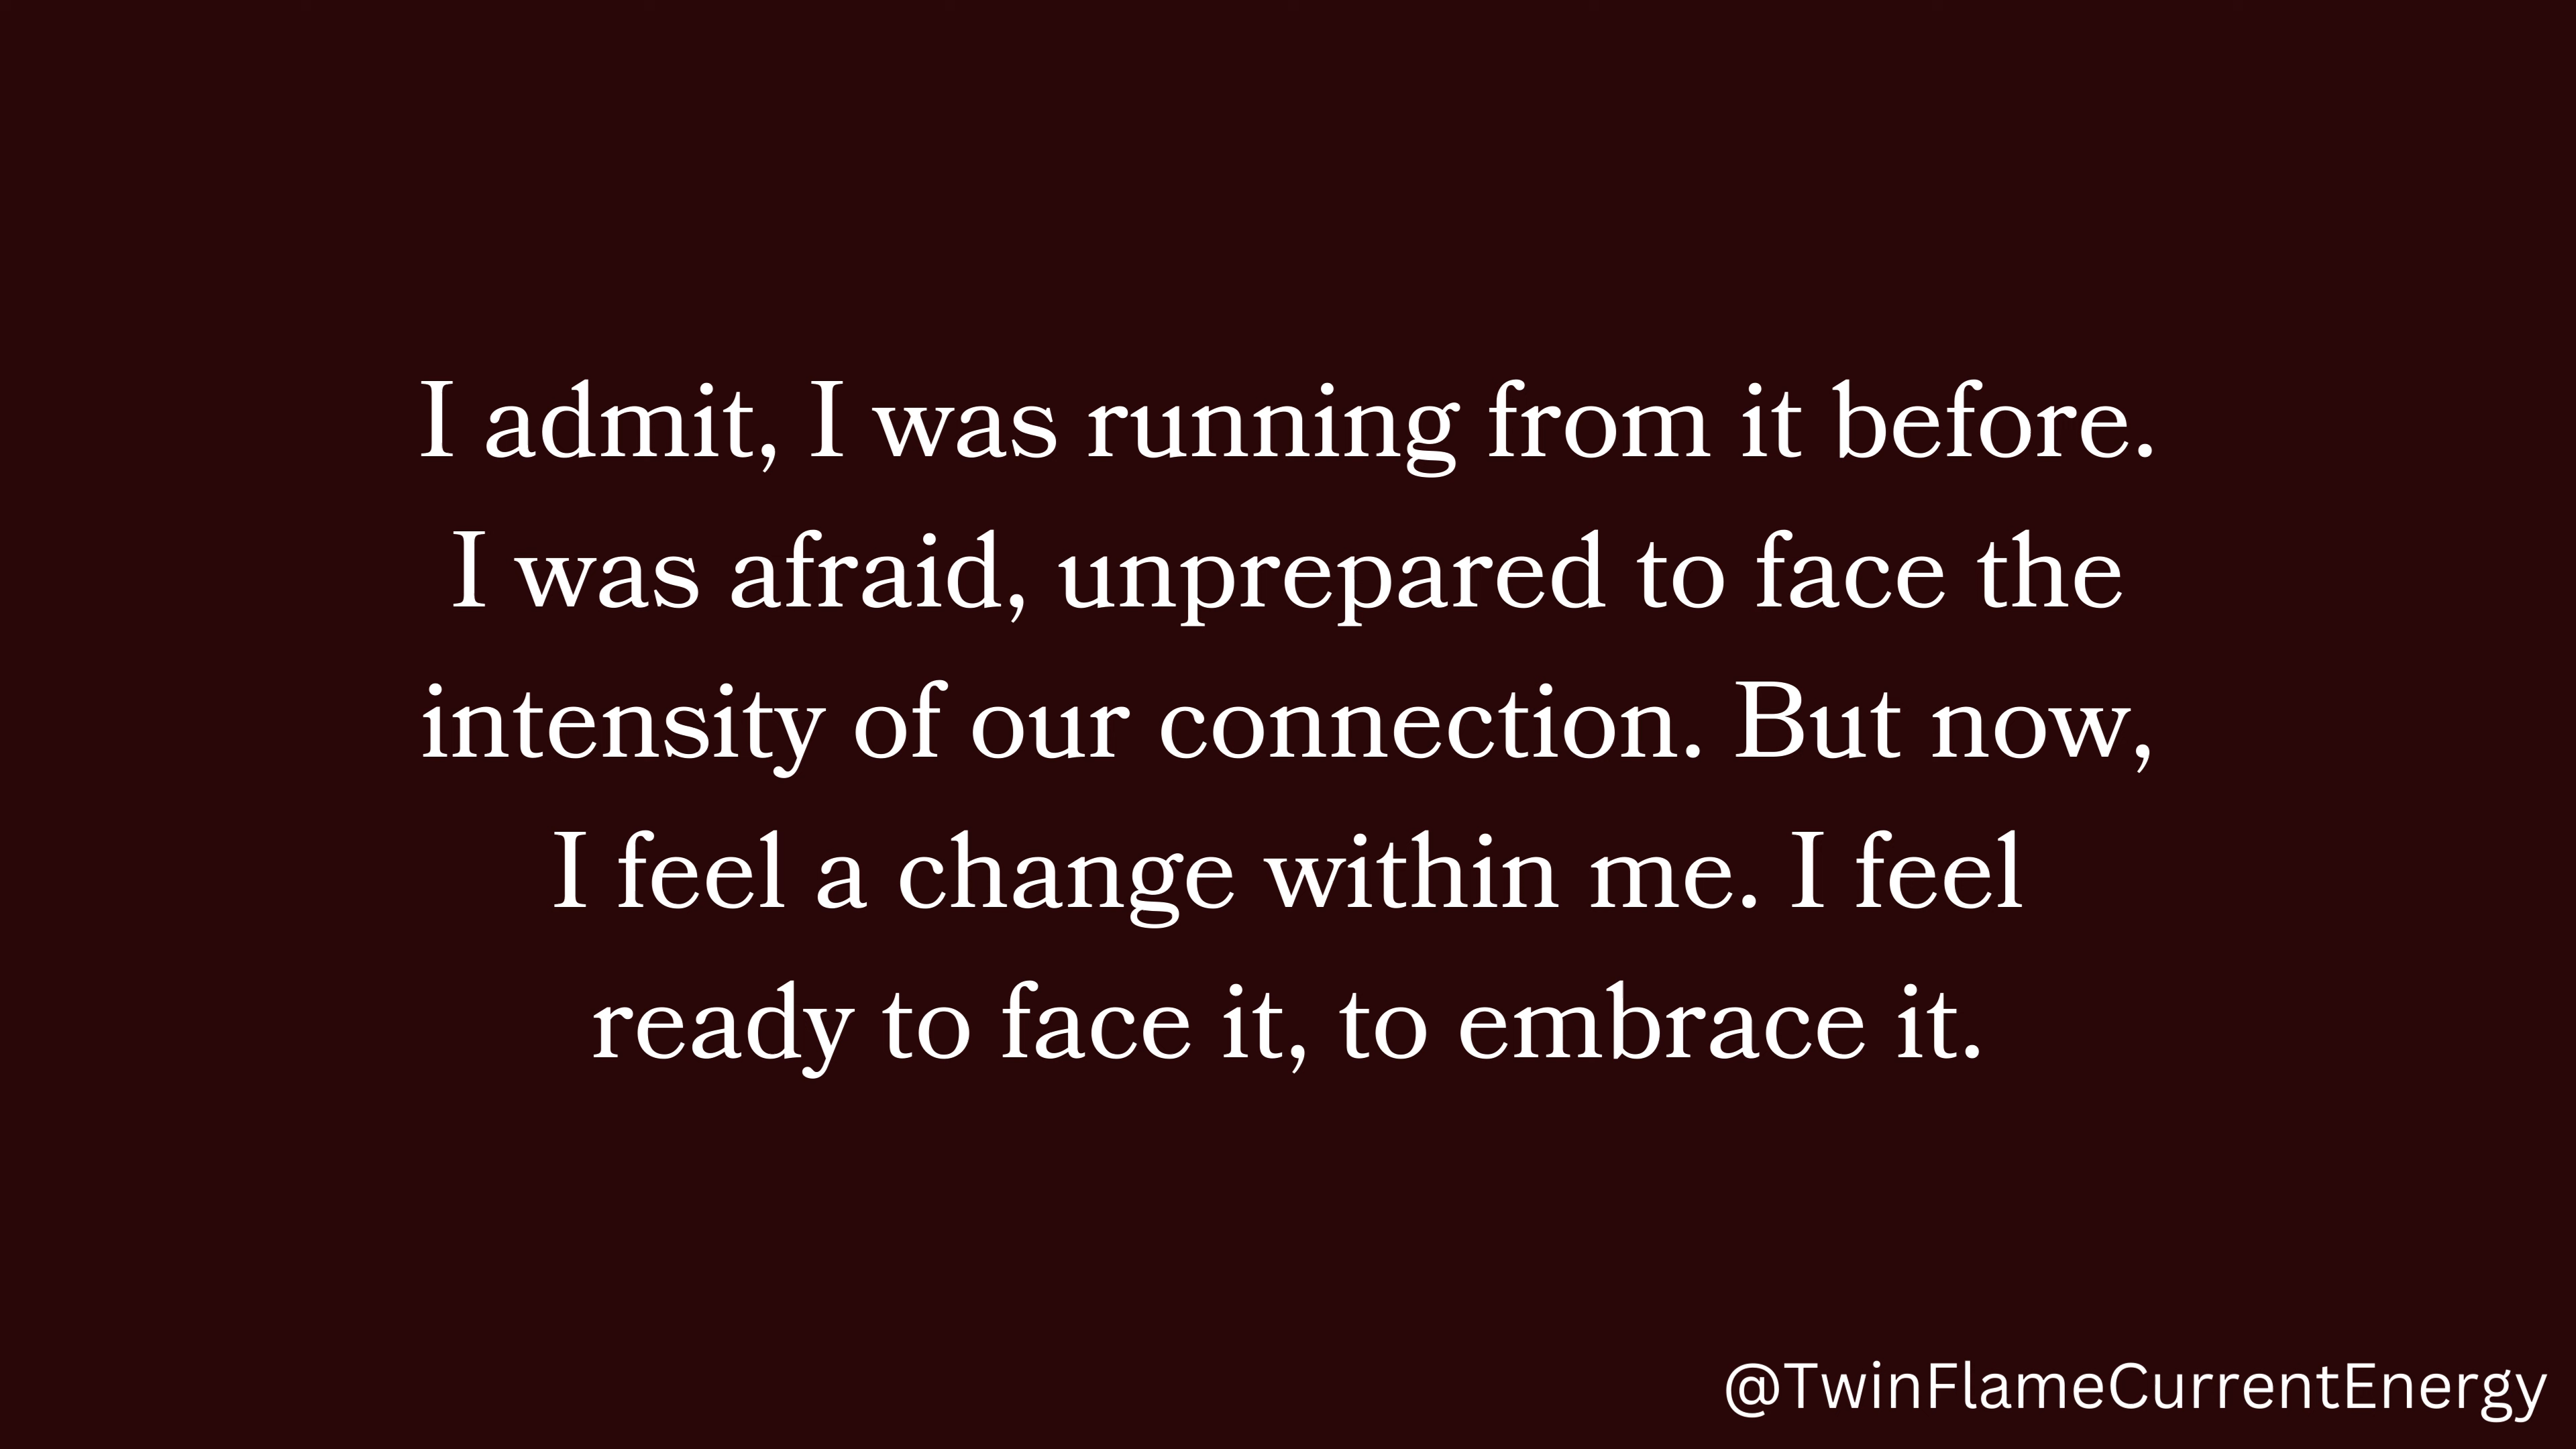 I admit, I was running from it before.
I was afraid, unprepared to face the
intensity of our connection. But now,
I feel a change within me. I feel
ready to face it, to embrace it.
@TwinFlameCurrentEnergy